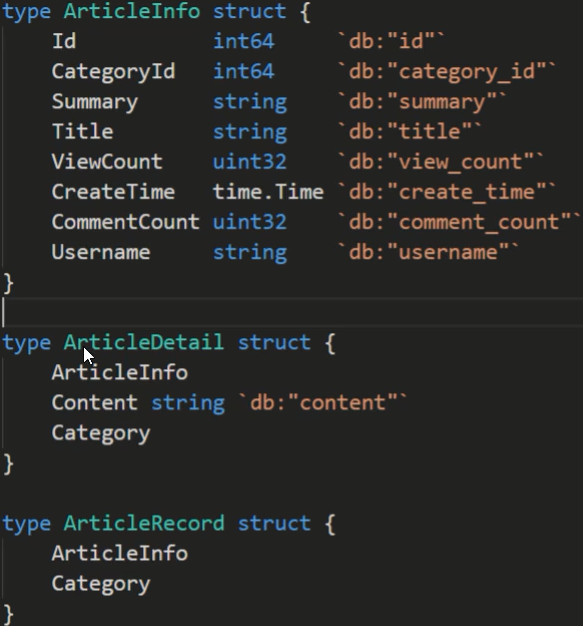 type ArticleInfo struct {
    Id           int64     `db:"id"`
    CategoryId   int64     `db:"category_id"`
    Summary      string    `db:"summary"`
    Title        string    `db:"title"`
    ViewCount    uint32    `db:"view_count"`
    CreateTime   time.Time `db:"create_time"`
    CommentCount uint32    `db:"comment_count"`
    Username     string    `db:"username"`
}
type ArticleDetail struct {
    ArticleInfo
    Content string `db:"content"`
    Category
}
type ArticleRecord struct {
    ArticleInfo
    Category
}